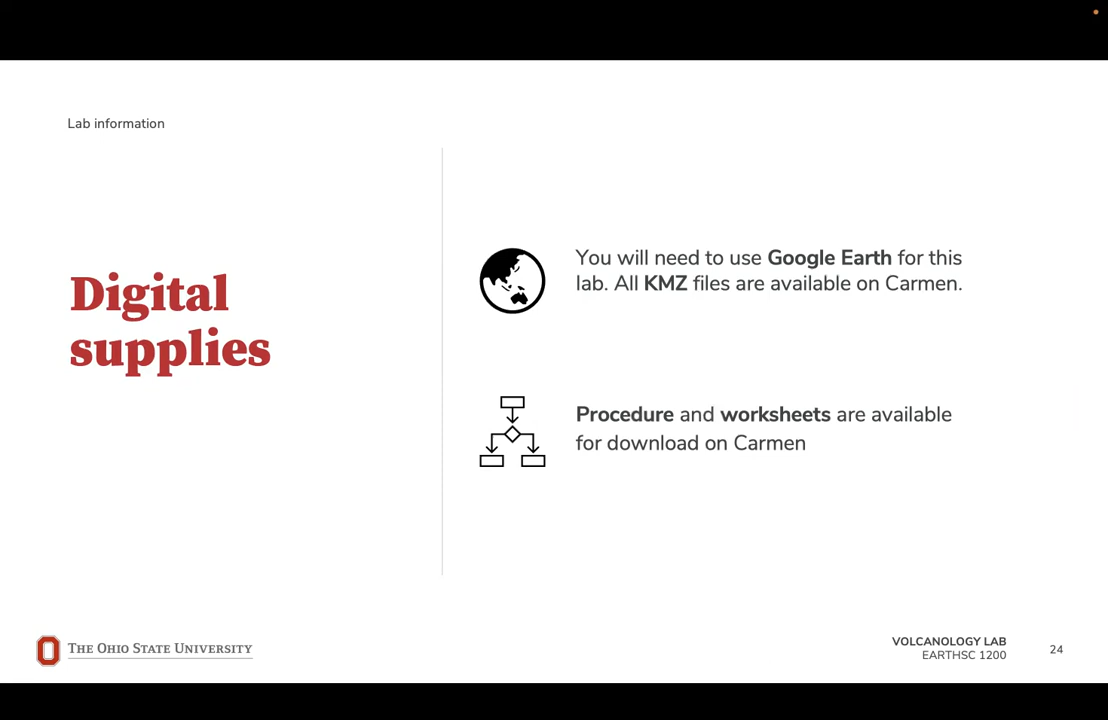 Lab information
Digital
supplies
You will need to use Google Earth for this
lab. All KMZ files are available on Carmen.
Procedure and worksheets are available
for download on Carmen
THE OHIO STATE UNIVERSITY
VOLCANOLOGY LAB
EARTHSC 1200
24